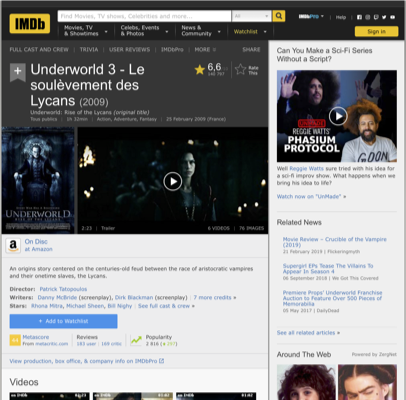 IMDb
Find Movies, TV shows, Celebrities and more...
All
IMDbPro
Help
Movies, TV
& Showtimes
Celebs, Events
& Photos
News &
Community
Watchlist
Sign in
FULL CAST AND CREW | TRIVIA | USER REVIEWS | IMDbPro | MORE
SHARE
Underworld 3 - Le
soulèvement des
Lycans (2009)
6,6
Rate
This
Underworld: Rise of the Lycans (original title)
Tous publics | 1h 32min | Action, Adventure, Fantasy | 25 February 2009 (France)
UNDERWORLD
2:23 | Trailer
6 VIDEOS | 76 IMAGES
On Disc
at Amazon
An origins story centered on the centuries-old feud between the race of aristocratic vampires
and their onetime slaves, the Lycans.
Director: Patrick Tatopoulos
Writers: Danny McBride (screenplay), Dirk Blackman (screenplay) | 7 more credits »
Stars: Rhona Mitra, Michael Sheen, Bill Nighy | See full cast & crew »
+ Add to Watchlist
Metascore
From metacritic.com
Reviews
Popularity
View production, box office, & company info on IMDbPro
Videos
Can You Make a Sci-Fi Series
Without a Script?
REGGIE WATTS'
PHASIUM
PROTOCOL
Well Reggie Watts sure tried with his idea for
a sci-fi improv show. What happens when we
bring his idea to life?
Watch now on "UnMade" »
Related News
Movie Review – Crucible of the Vampire
(2019)
21 February 2019 | Flickeringmyth
Supergirl EPs Tease The Villains
To Appear In Season 4
06 September 2018 | We Got This Covered
Premiere Props' Underworld Franchise
Auction to Feature Over 500 Pieces of
Memorabilia
05 May 2017 | DailyDead
See all related articles »
Around The Web
Powered by ZergNet